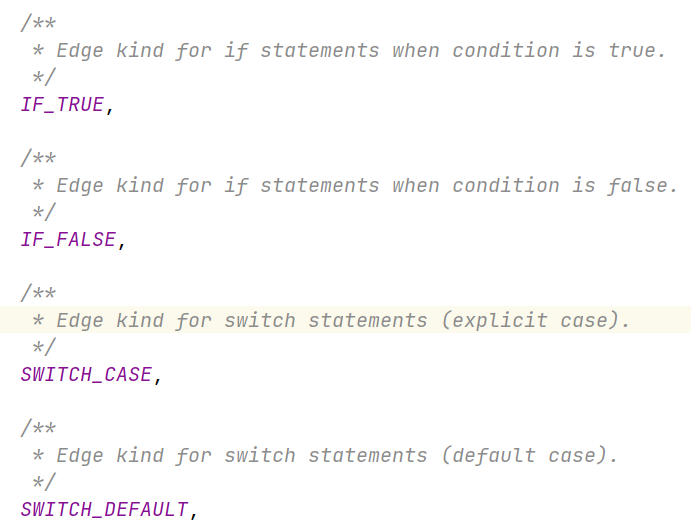 /**
 * Edge kind for if statements when condition is true.
 */
IF_TRUE,
/**
 * Edge kind for if statements when condition is false.
 */
IF_FALSE,
/**
 * Edge kind for switch statements (explicit case).
 */
SWITCH_CASE,
/**
 * Edge kind for switch statements (default case).
 */
SWITCH_DEFAULT,